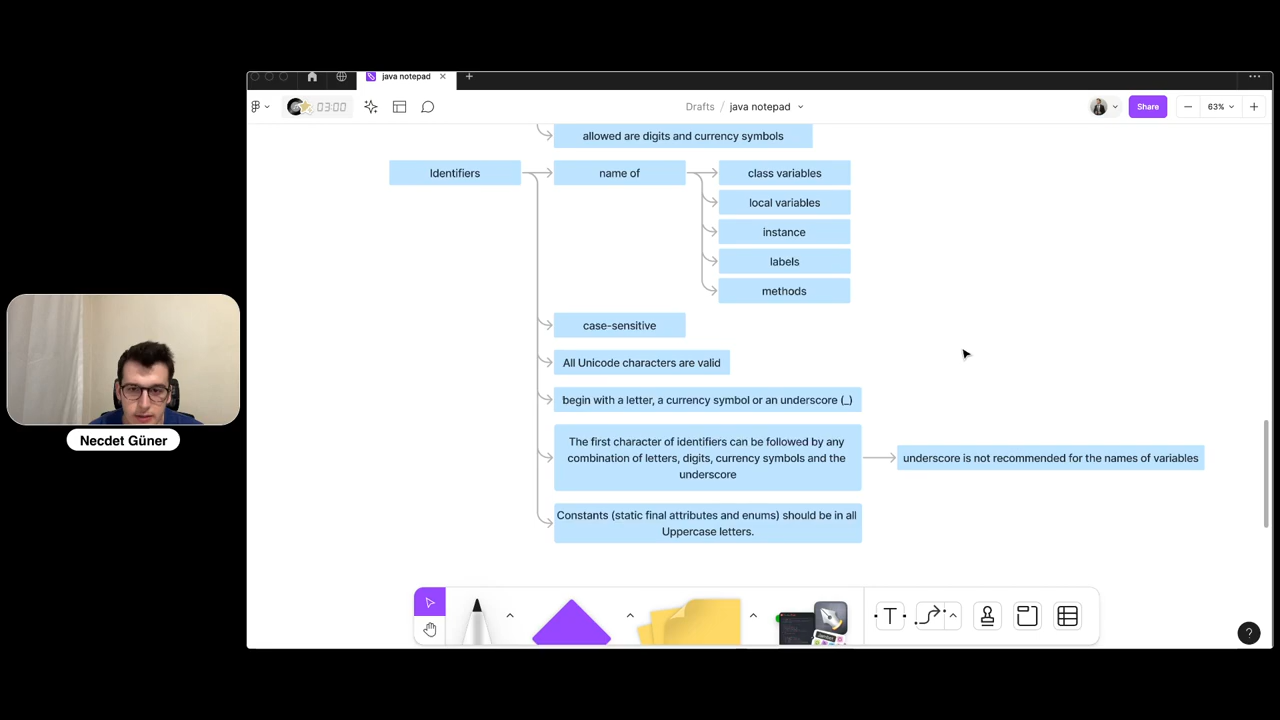 java notepad
03:00
Drafts / java notepad
Share
63%
allowed are digits and currency symbols
Identifiers
name of
class variables
local variables
instance
labels
methods
case-sensitive
All Unicode characters are valid
begin with a letter, a currency symbol or an underscore (_)
The first character of identifiers can be followed by any
combination of letters, digits, currency symbols and the
underscore
underscore is not recommended for the names of variables
Constants (static final attributes and enums) should be in all
Uppercase letters.
Necdet Güner
T
?